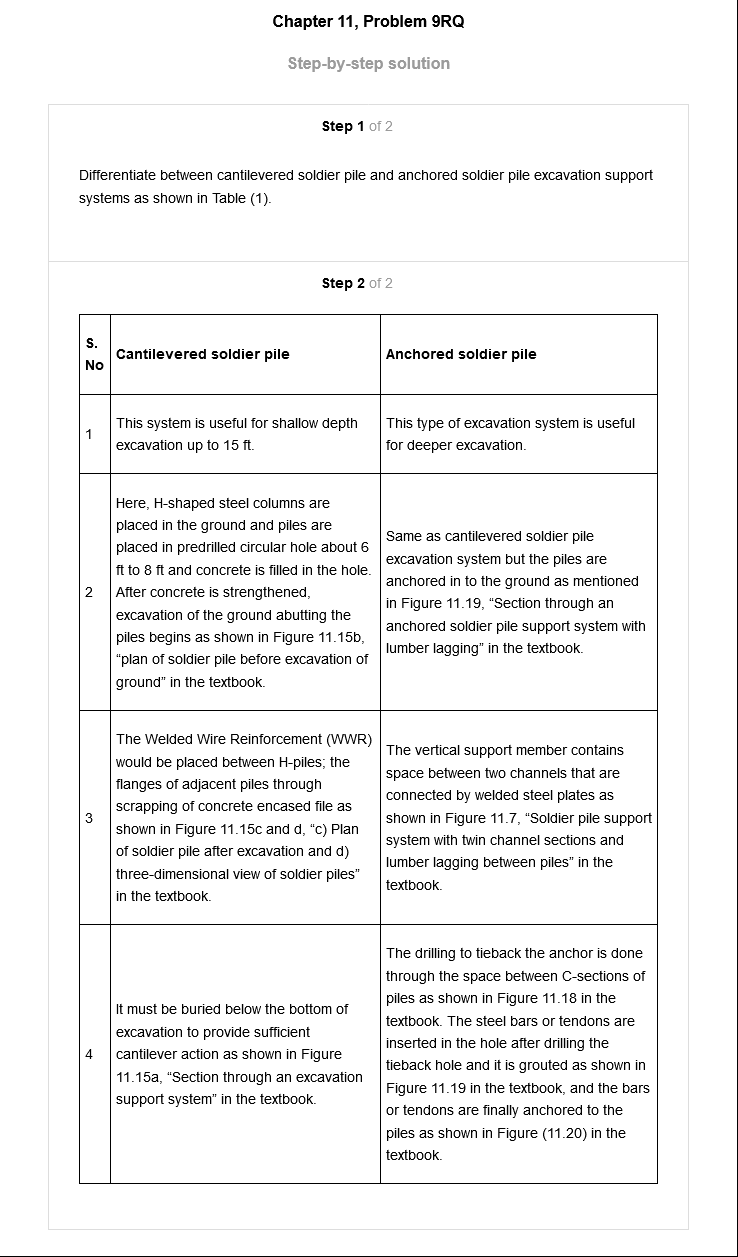 Chapter 11, Problem 9RQ
Step-by-step solution
Step 1 of 2
Differentiate between cantilevered soldier pile and anchored soldier pile excavation support
systems as shown in Table (1).
Step 2 of 2
S.
No
Cantilevered soldier pile
Anchored soldier pile
1
This system is useful for shallow depth
excavation up to 15 ft.
This type of excavation system is useful
for deeper excavation.
2
Here, H-shaped steel columns are
placed in the ground and piles are
placed in predrilled circular hole about 6
ft to 8 ft and concrete is filled in the hole.
After concrete is strengthened,
excavation of the ground abutting the
piles begins as shown in Figure 11.15b,
“plan of soldier pile before excavation of
ground” in the textbook.
Same as cantilevered soldier pile
excavation system but the piles are
anchored in to the ground as mentioned
in Figure 11.19, “Section through an
anchored soldier pile support system with
lumber lagging” in the textbook.
3
The Welded Wire Reinforcement (WWR)
would be placed between H-piles; the
flanges of adjacent piles through
scrapping of concrete encased file as
shown in Figure 11.15c and d, “c) Plan
of soldier pile after excavation and d)
three-dimensional view of soldier piles”
in the textbook.
The vertical support member contains
space between two channels that are
connected by welded steel plates as
shown in Figure 11.7, “Soldier pile support
system with twin channel sections and
lumber lagging between piles” in the
textbook.
4
It must be buried below the bottom of
excavation to provide sufficient
cantilever action as shown in Figure
11.15a, “Section through an excavation
support system” in the textbook.
The drilling to tieback the anchor is done
through the space between C-sections of
piles as shown in Figure 11.18 in the
textbook. The steel bars or tendons are
inserted in the hole after drilling the
tieback hole and it is grouted as shown in
Figure 11.19 in the textbook, and the bars
or tendons are finally anchored to the
piles as shown in Figure (11.20) in the
textbook.